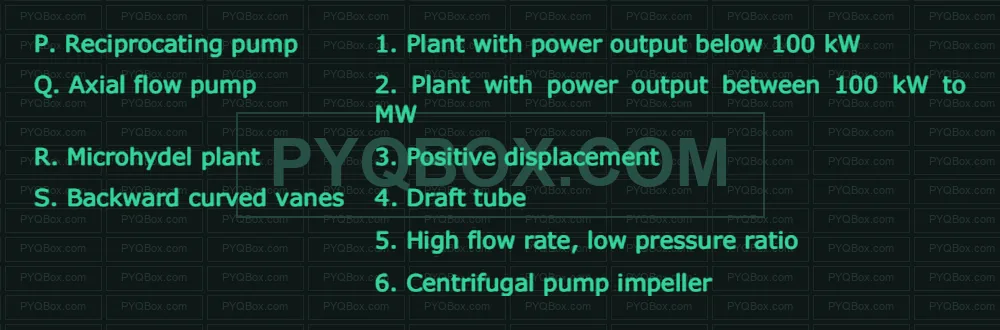 P. Reciprocating pump 1. Plant with power output below 100 kW
Q. Axial flow pump 2. Plant with power output between 100 kW to
MW
R. Microhydel plant 3. Positive displacement
S. Backward curved vanes 4. Draft tube
5. High flow rate, low pressure ratio
6. Centrifugal pump impeller
PYQBOX.COM